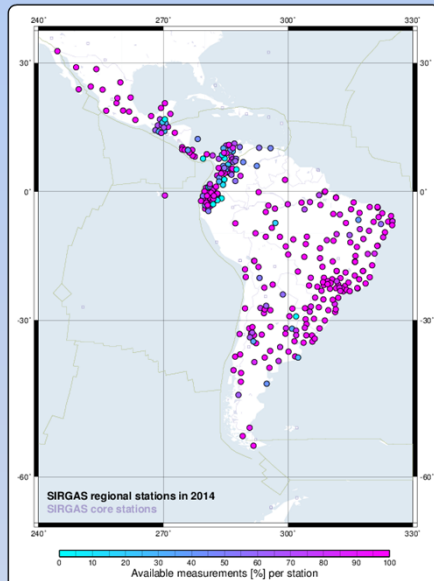 240˚ 270˚ 300˚ 330˚
30˚ 30˚
0˚ 0˚
-30˚ -30˚
-60˚ -60˚
SIRGAS regional stations in 2014
SIRGAS core stations
240˚ 270˚ 300˚ 330˚
0 10 20 30 40 50 60 70 80 90 100
Available measurements [%] per station